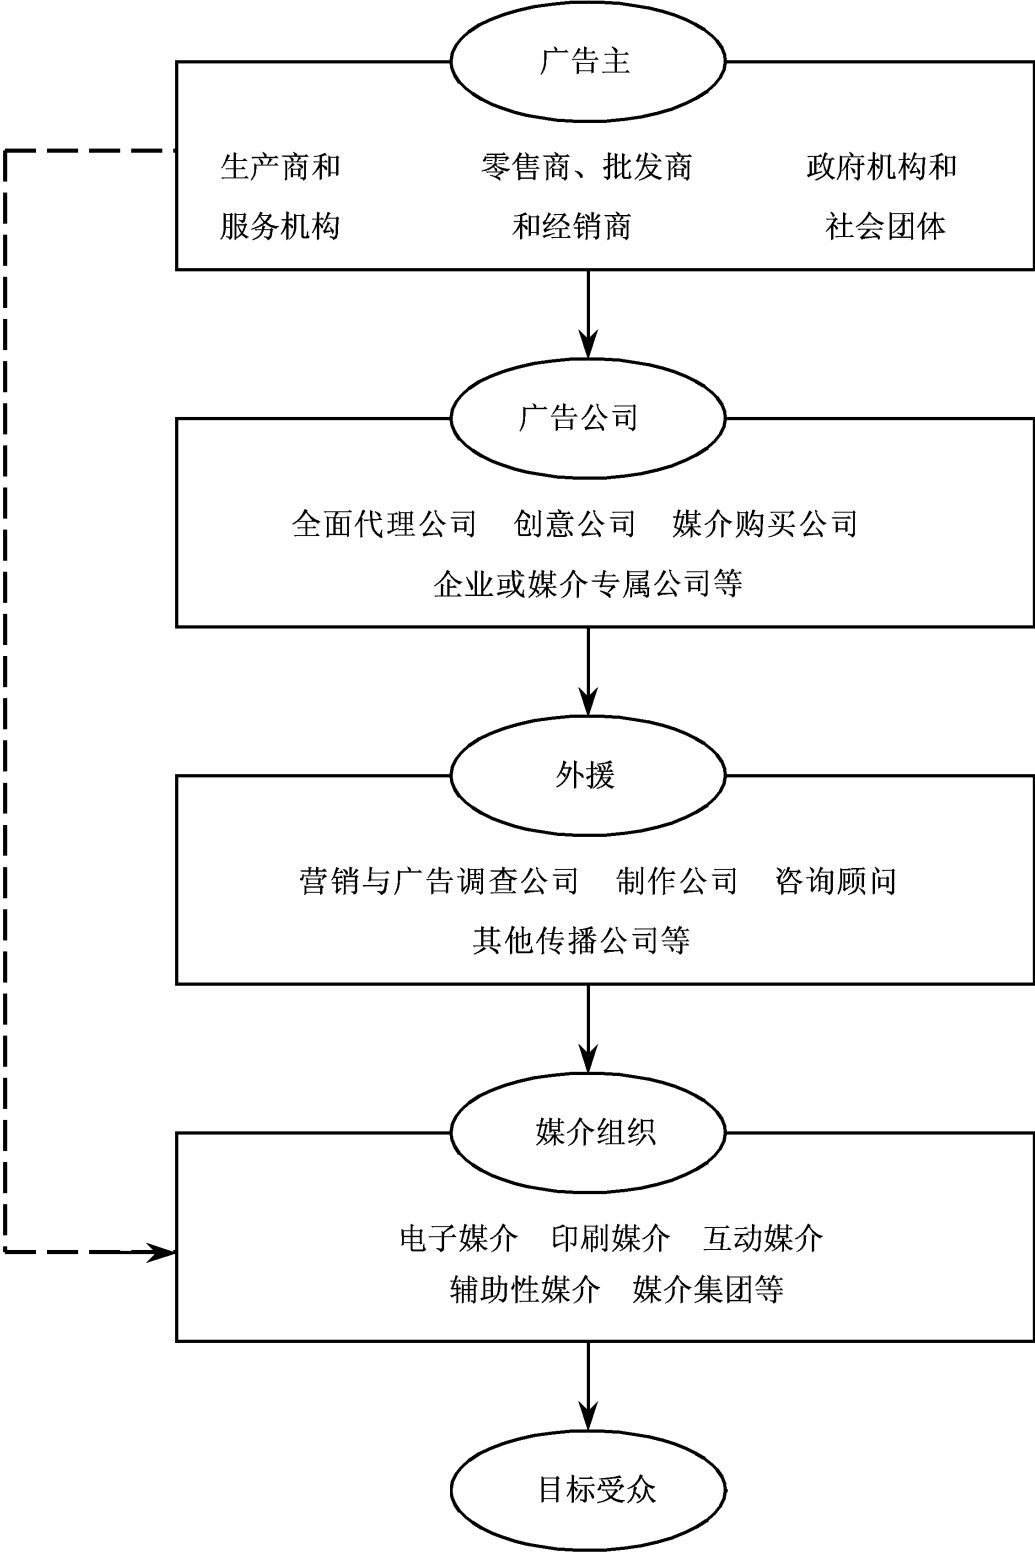 广告主
生产商和 零售商、批发商 政府机构和
服务机构 和经销商 社会团体
广告公司
全面代理公司 创意公司 媒介购买公司
企业或媒介专属公司等
外援
营销与广告调查公司 制作公司 咨询顾问
其他传播公司等
媒介组织
电子媒介 印刷媒介 互动媒介
辅助性媒介 媒介集团等
目标受众